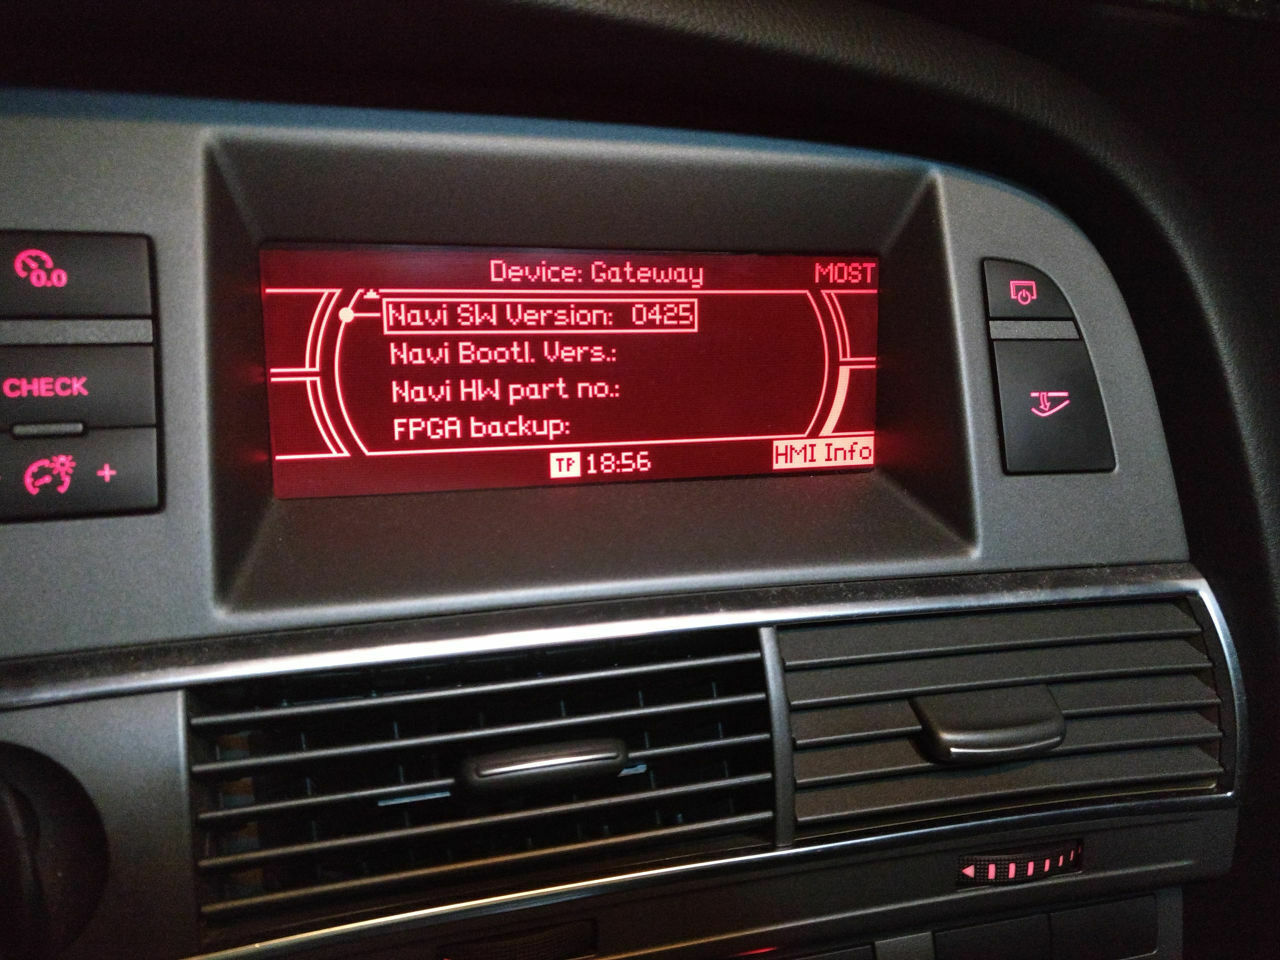 0.0
CHECK
+
Device: Gateway MOST
Navi SW Version: 0425
Navi Bootl. Vers.:
Navi HW part no.:
FPGA backup:
TP 18:56
HMI Info